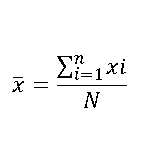 x̄ = ∑ⁿᵢ₌₁ xi / N